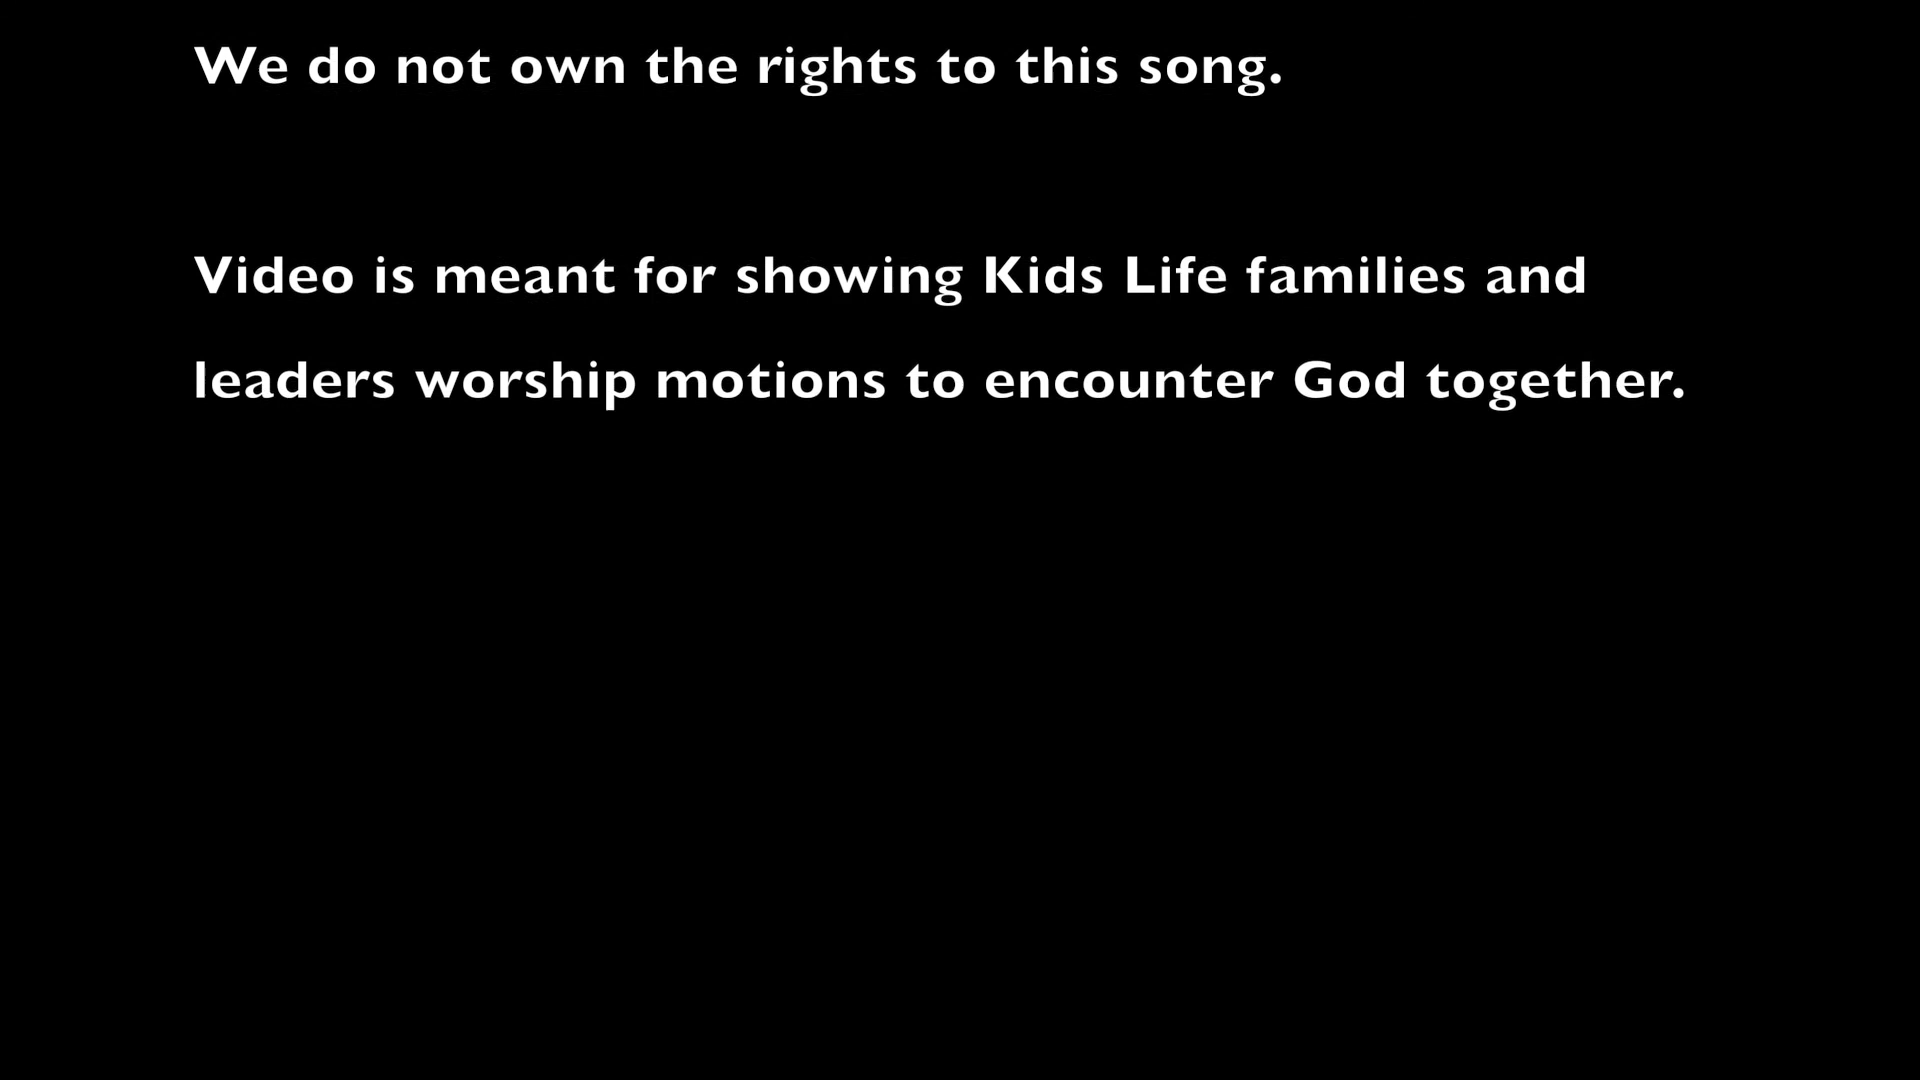 We do not own the rights to this song.
Video is meant for showing Kids Life families and
leaders worship motions to encounter God together.